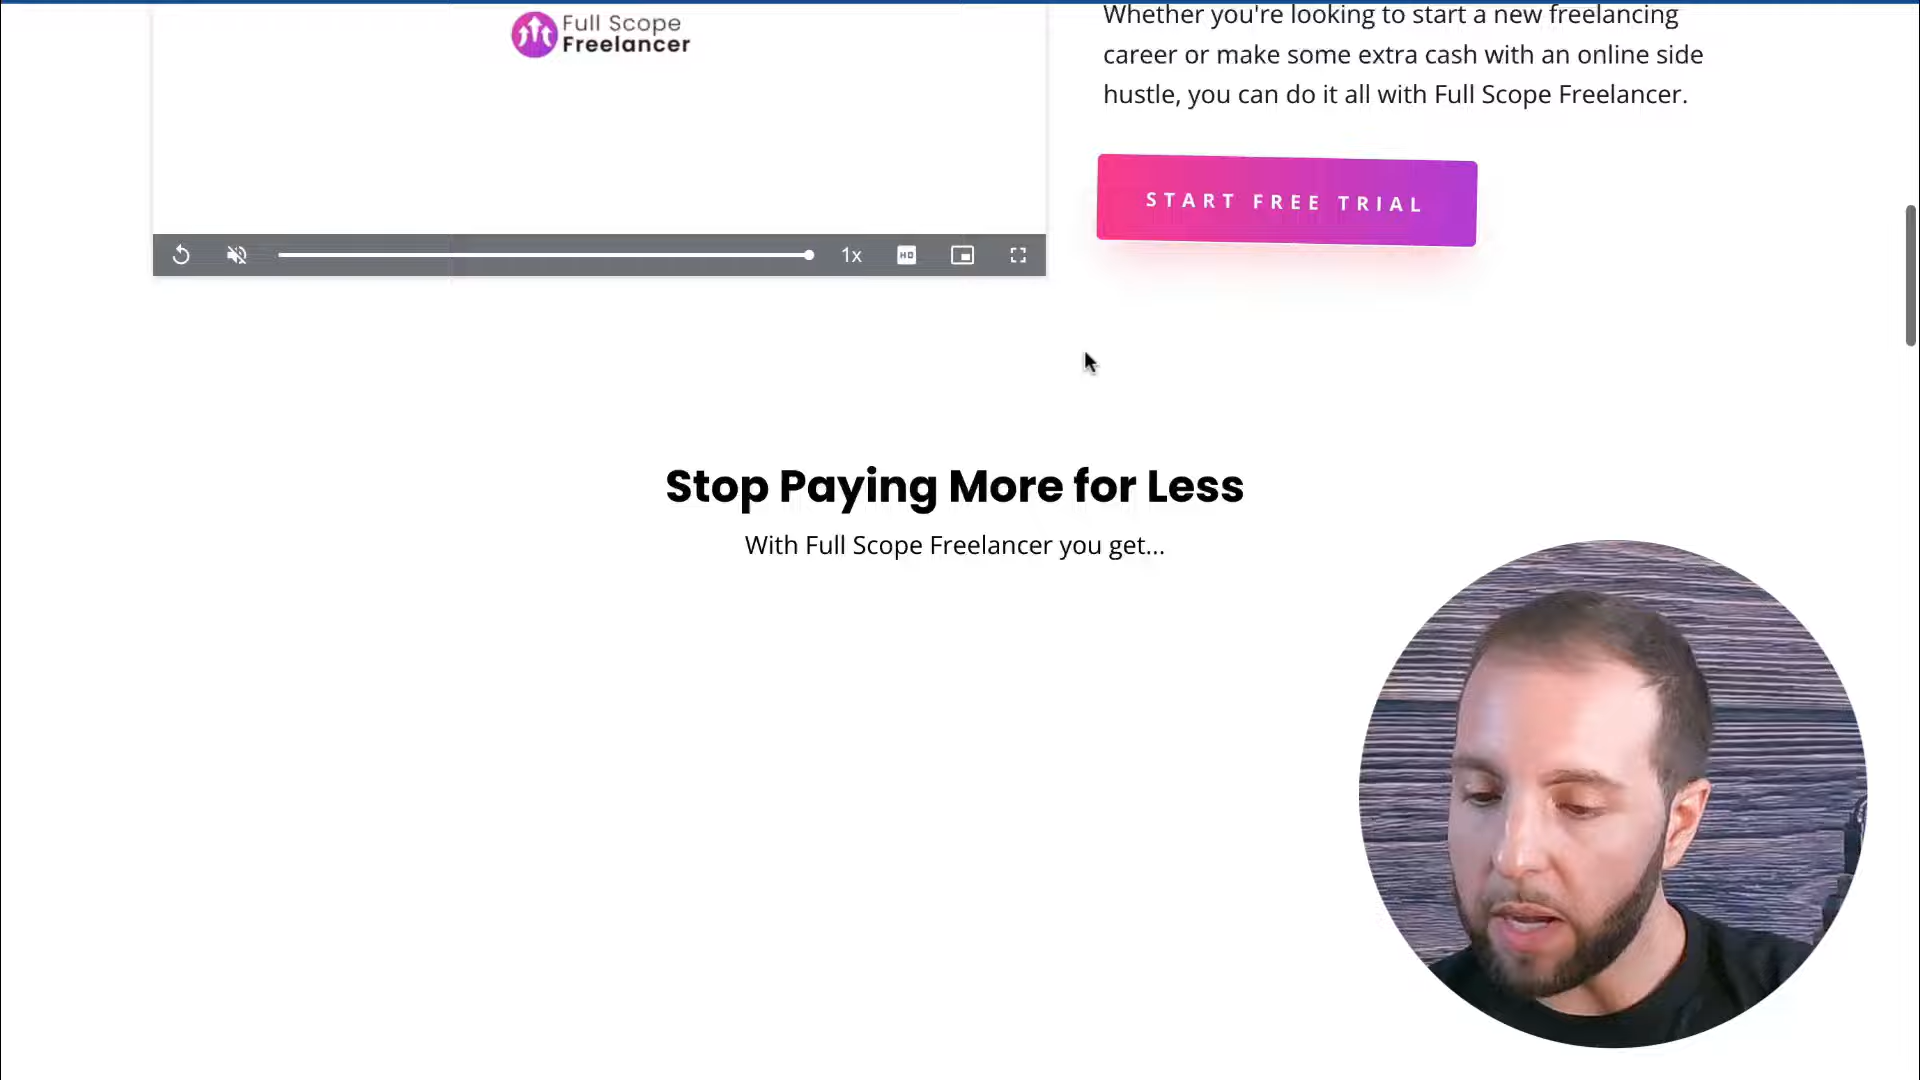 Full Scope
Freelancer
Whether you're looking to start a new freelancing
career or make some extra cash with an online side
hustle, you can do it all with Full Scope Freelancer.
START FREE TRIAL
1x
HD
Stop Paying More for Less
With Full Scope Freelancer you get...